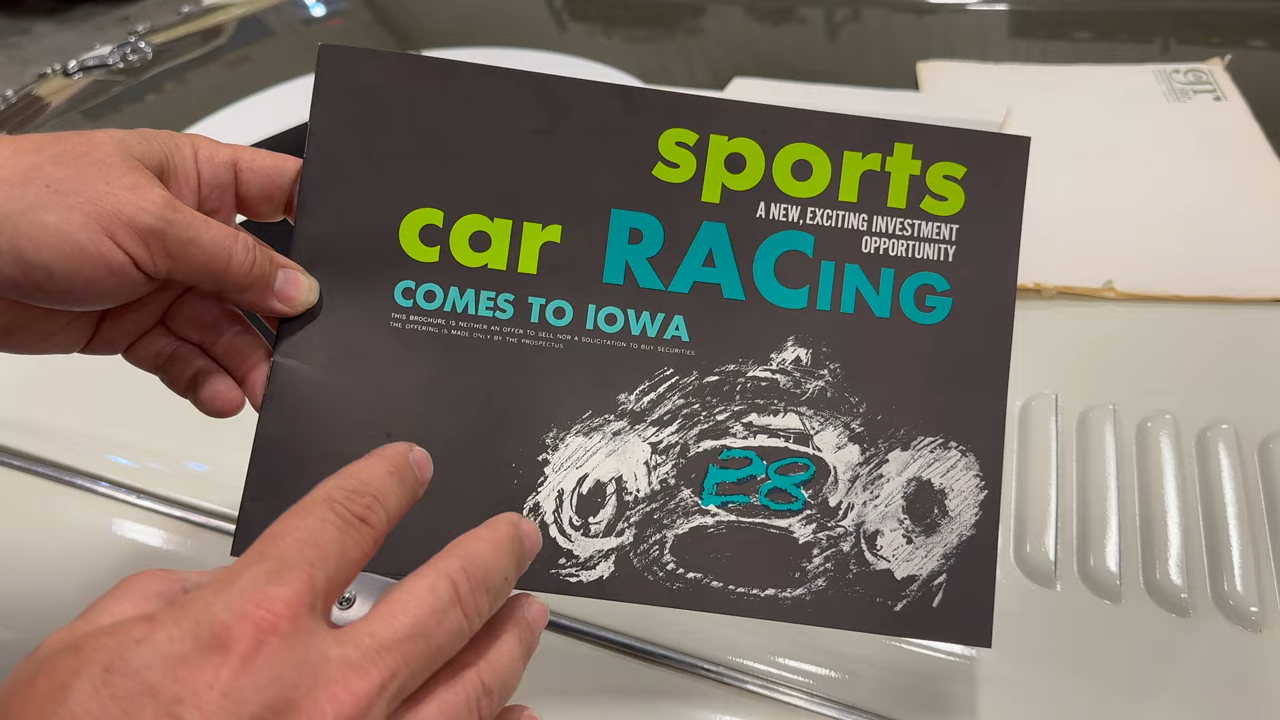 sports
A NEW, EXCITING INVESTMENT
OPPORTUNITY
car RACING
COMES TO IOWA
THIS BROCHURE IS NEITHER AN OFFER TO SELL NOR A SOLICITATION TO BUY SECURITIES
THE OFFERING IS MADE ONLY BY THE PROSPECTUS
28